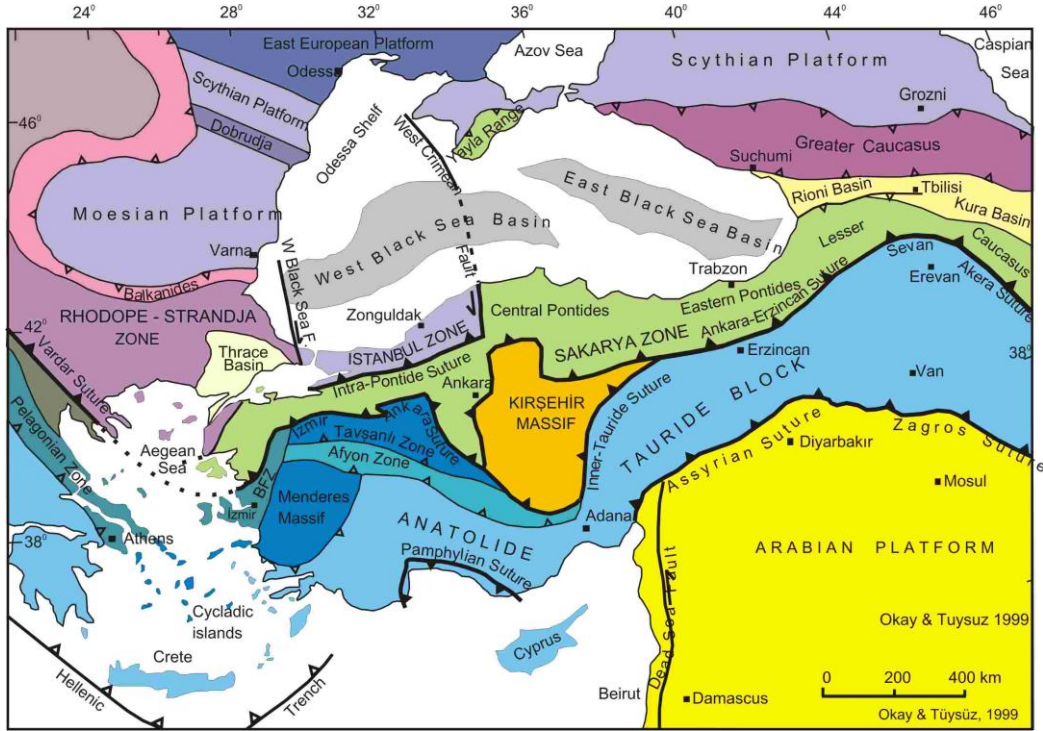 24° 28° 32° 36° 40° 44° 46°
East European Platform
Odessa
Azov Sea
Scythian Platform
Caspian
Sea
Scythian Platform
Grozni
46°
Dobrudja
Odessa Shelf
West Crimean
Fault
Yayla Range
Greater Caucasus
Suchumi
Rioni Basin
Tbilisi
Kura Basin
Moesian Platform
Varna
West Black Sea Basin
East Black Sea Basin
Lesser
Caucasus
Sevan
Akera Suture
Erevan
W Black Sea F.
Balkanides
Trabzon
Eastern Pontides
RHODOPE - STRANDJA
ZONE
Zonguldak
Central Pontides
42°
ISTANBUL ZONE
SAKARYA ZONE
Ankara-Erzincan Suture
Erzincan
38°
Vardar Suture
Thrace
Basin
Intra-Pontide Suture
Ankara
KIRŞEHİR
MASSIF
Inner-Tauride Suture
TAURIDE BLOCK
Van
Pelagonian Zone
Aegean
Sea
Izmir
Ankara Suture
Tavşanlı Zone
Afyon Zone
Assyrian Suture
Diyarbakır
Zagros Suture
BFZ
Izmir
Menderes
Massif
Mosul
38°
Athens
ANATOLIDE
Adana
Pamphylian Suture
ARABIAN PLATFORM
Cycladic
islands
Okay & Tuysuz 1999
Crete
Cyprus
Dead Sea Fault
Hellenic
Trench
Beirut
Damascus
0 200 400 km
Okay & Tüysüz, 1999